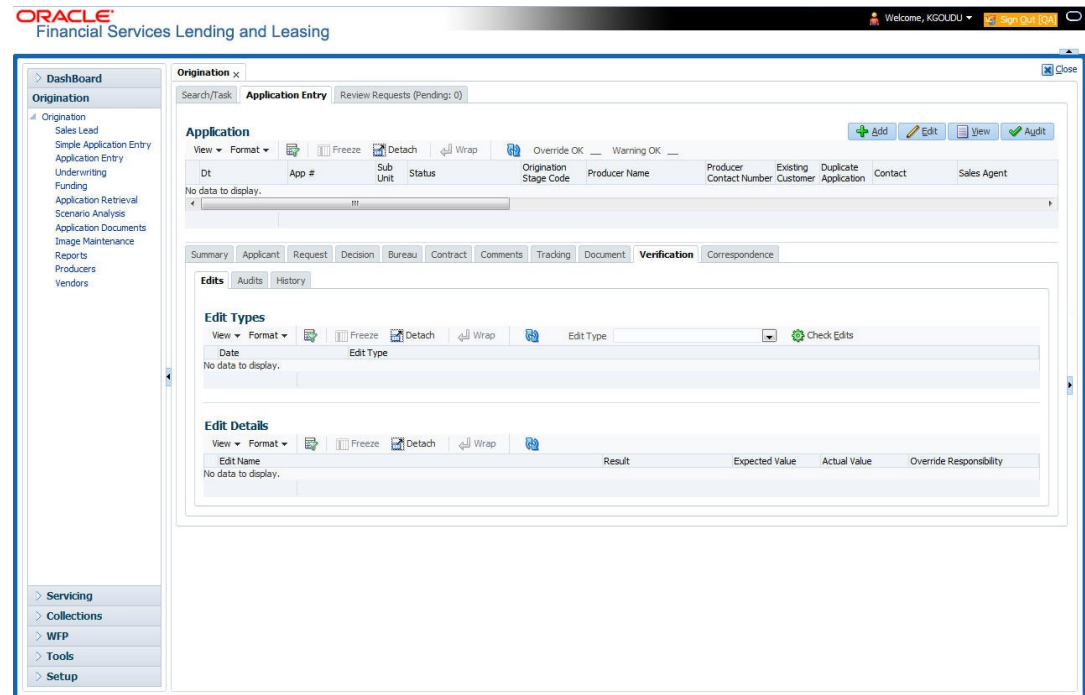 ORACLE
Financial Services Lending and Leasing
Welcome, KGOUDU
Sign Out [QA]
DashBoard
Origination
Origination
Sales Lead
Simple Application Entry
Application Entry
Underwriting
Funding
Application Retrieval
Scenario Analysis
Application Documents
Image Maintenance
Reports
Producers
Vendors
Servicing
Collections
WFP
Tools
Setup
Origination x
Close
Search/Task Application Entry Review Requests (Pending: 0)
Application
Add Edit View Audit
View Format Freeze Detach Wrap Override OK __ Warning OK __
Dt App # Sub Unit Status Origination Stage Code Producer Name Producer Contact Number Existing Customer Duplicate Application Contact Sales Agent
No data to display.
Summary Applicant Request Decision Bureau Contract Comments Tracking Document Verification Correspondence
Edits Audits History
Edit Types
View Format Freeze Detach Wrap Edit Type Check Edits
Date Edit Type
No data to display.
Edit Details
View Format Freeze Detach Wrap
Edit Name Result Expected Value Actual Value Override Responsibility
No data to display.